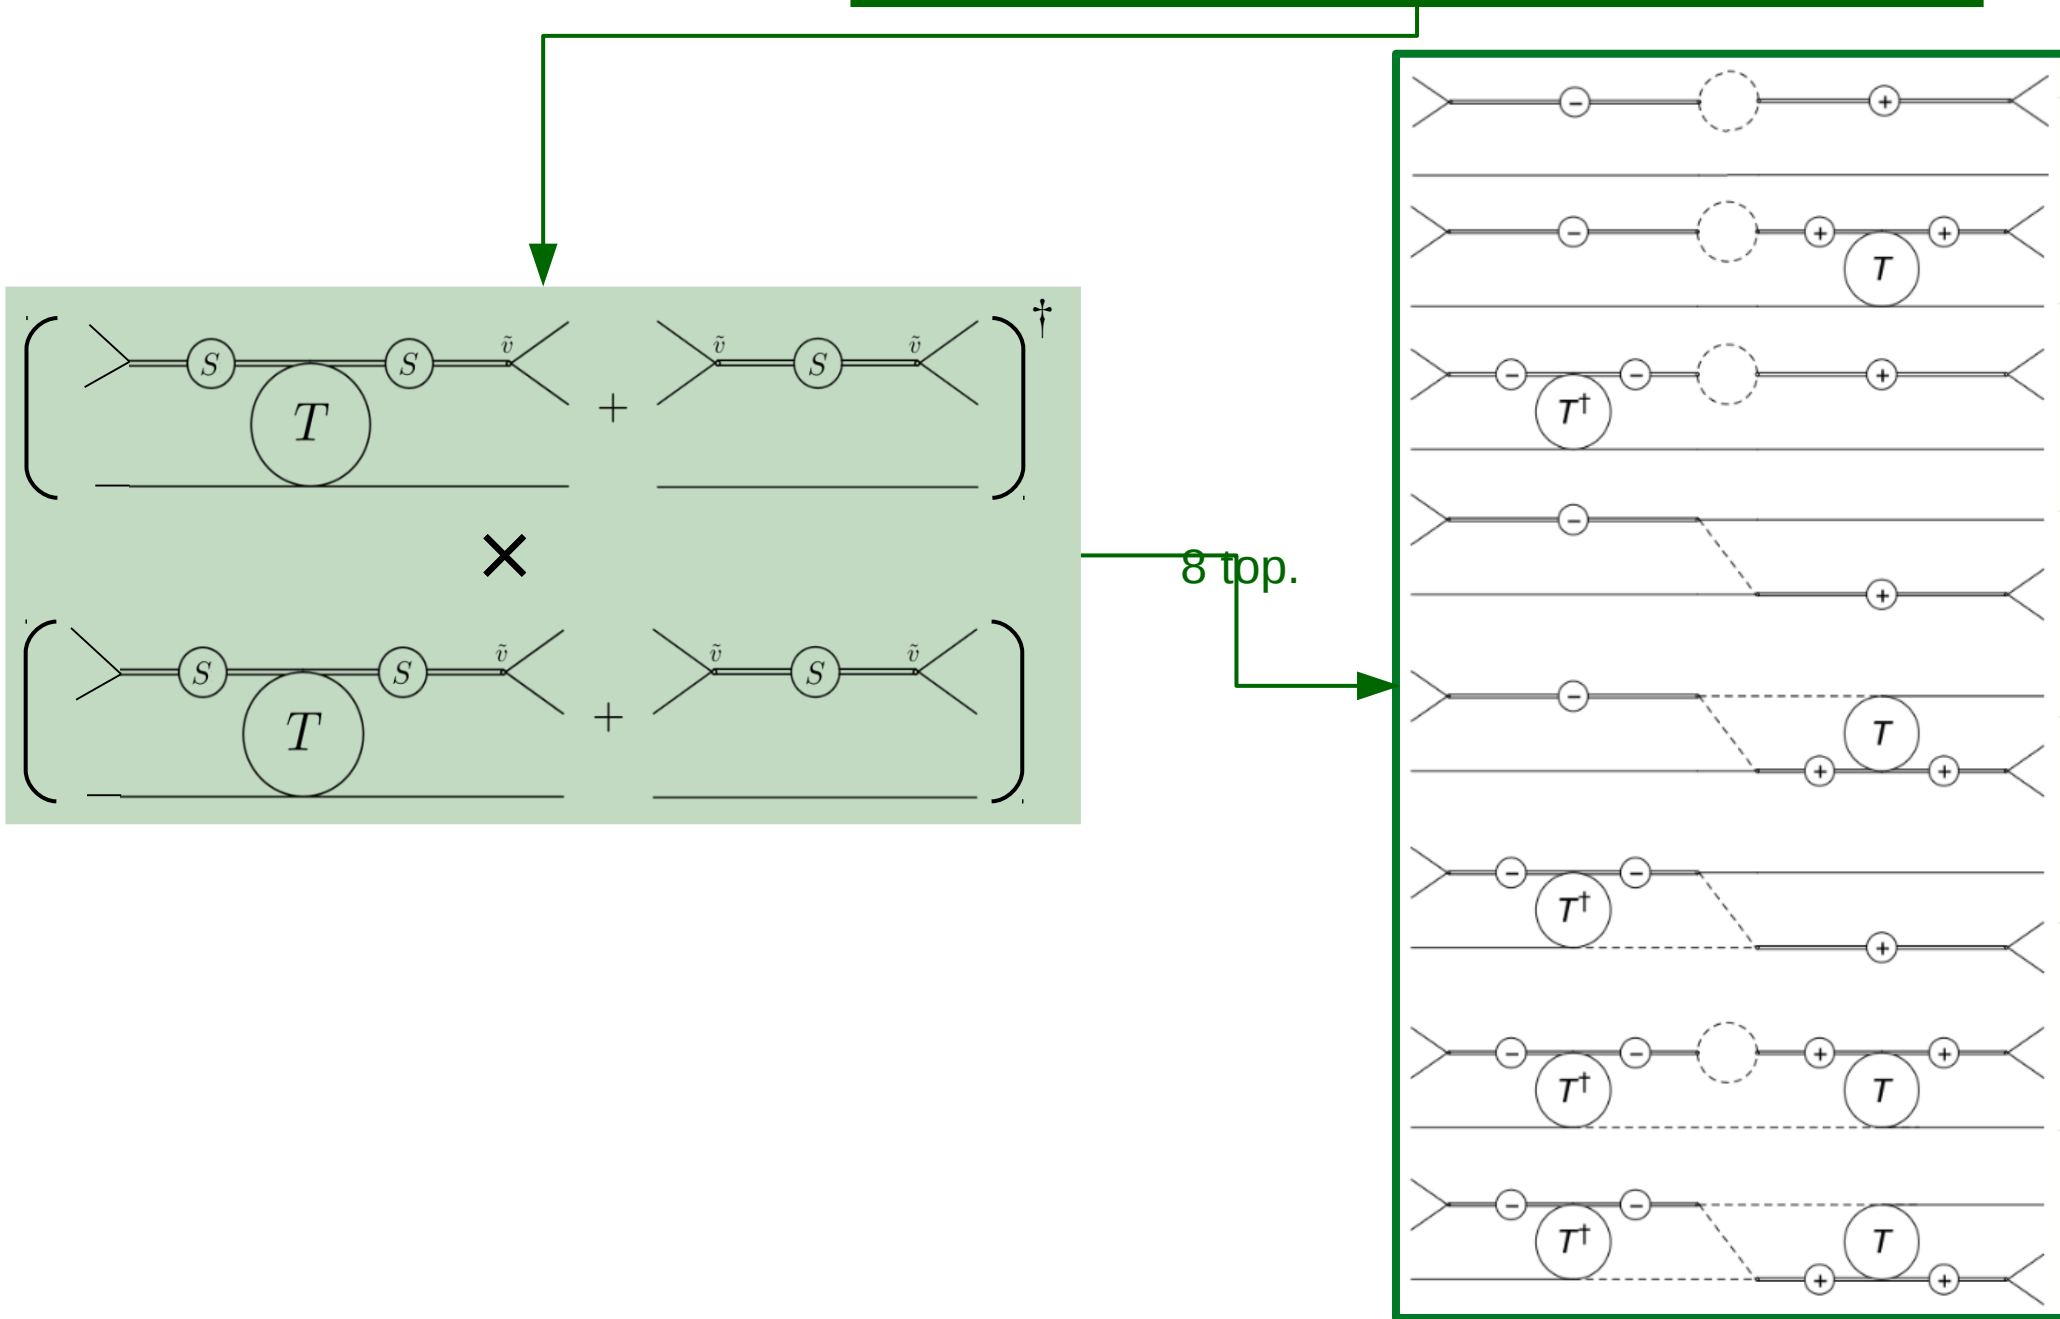 †
ṽ ṽ ṽ
S S S
T
+
×
ṽ ṽ ṽ
S S S
T
+
8 top.
− +
− + +
T
− − +
T†
− +
−
T
+ +
− −
T†
+
− − + +
T† T
− −
T† T
+ +